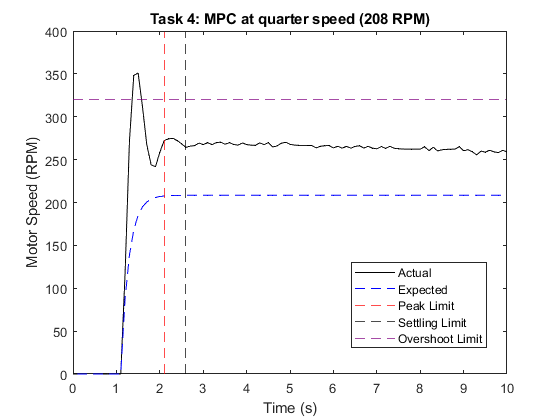 Task 4: MPC at quarter speed (208 RPM)
400
350
300
250
200
150
100
50
0
Motor Speed (RPM)
Actual
Expected
Peak Limit
Settling Limit
Overshoot Limit
0 1 2 3 4 5 6 7 8 9 10
Time (s)